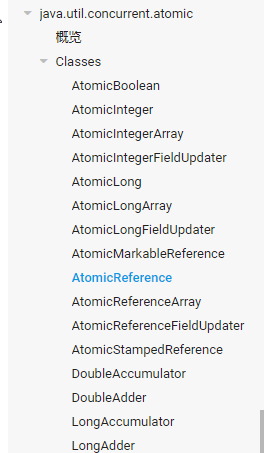 java.util.concurrent.atomic
概览
Classes
AtomicBoolean
AtomicInteger
AtomicIntegerArray
AtomicIntegerFieldUpdater
AtomicLong
AtomicLongArray
AtomicLongFieldUpdater
AtomicMarkableReference
AtomicReference
AtomicReferenceArray
AtomicReferenceFieldUpdater
AtomicStampedReference
DoubleAccumulator
DoubleAdder
LongAccumulator
LongAdder